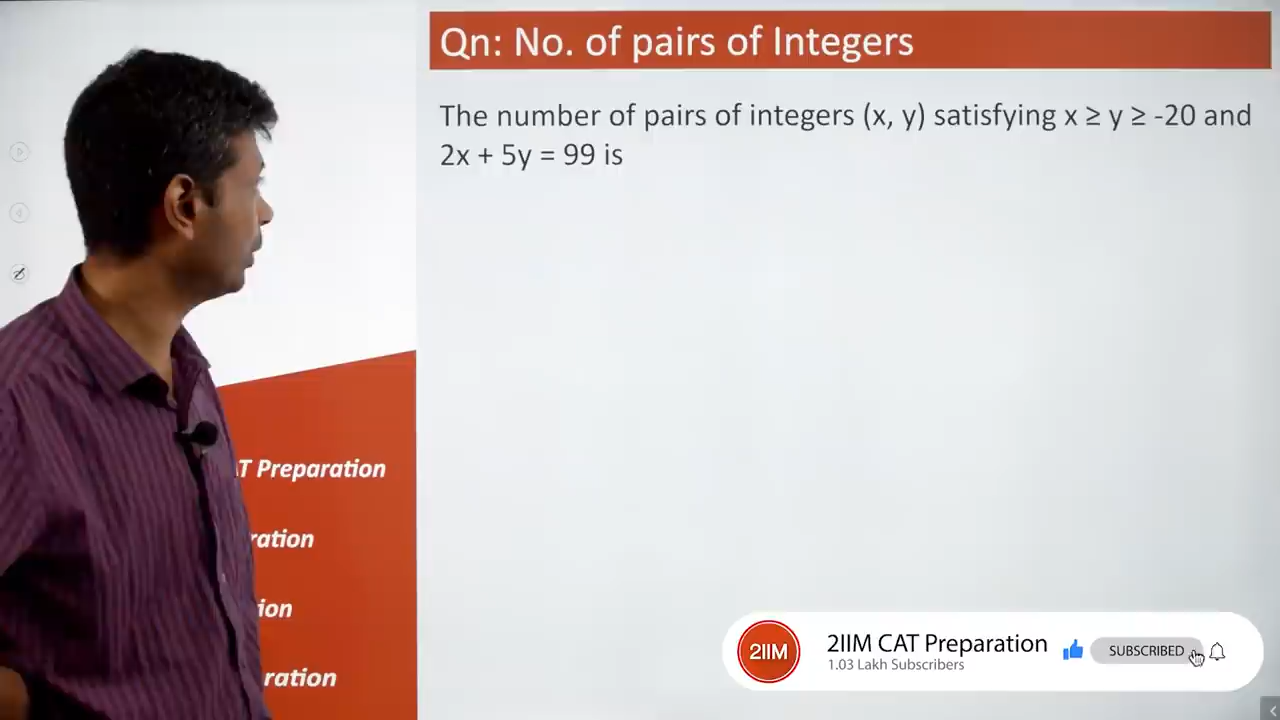 Qn: No. of pairs of Integers
The number of pairs of integers (x, y) satisfying x ≥ y ≥ -20 and
2x + 5y = 99 is
T Preparation
ration
ion
ration
2IIM
2IIM CAT Preparation
1.03 Lakh Subscribers
SUBSCRIBED